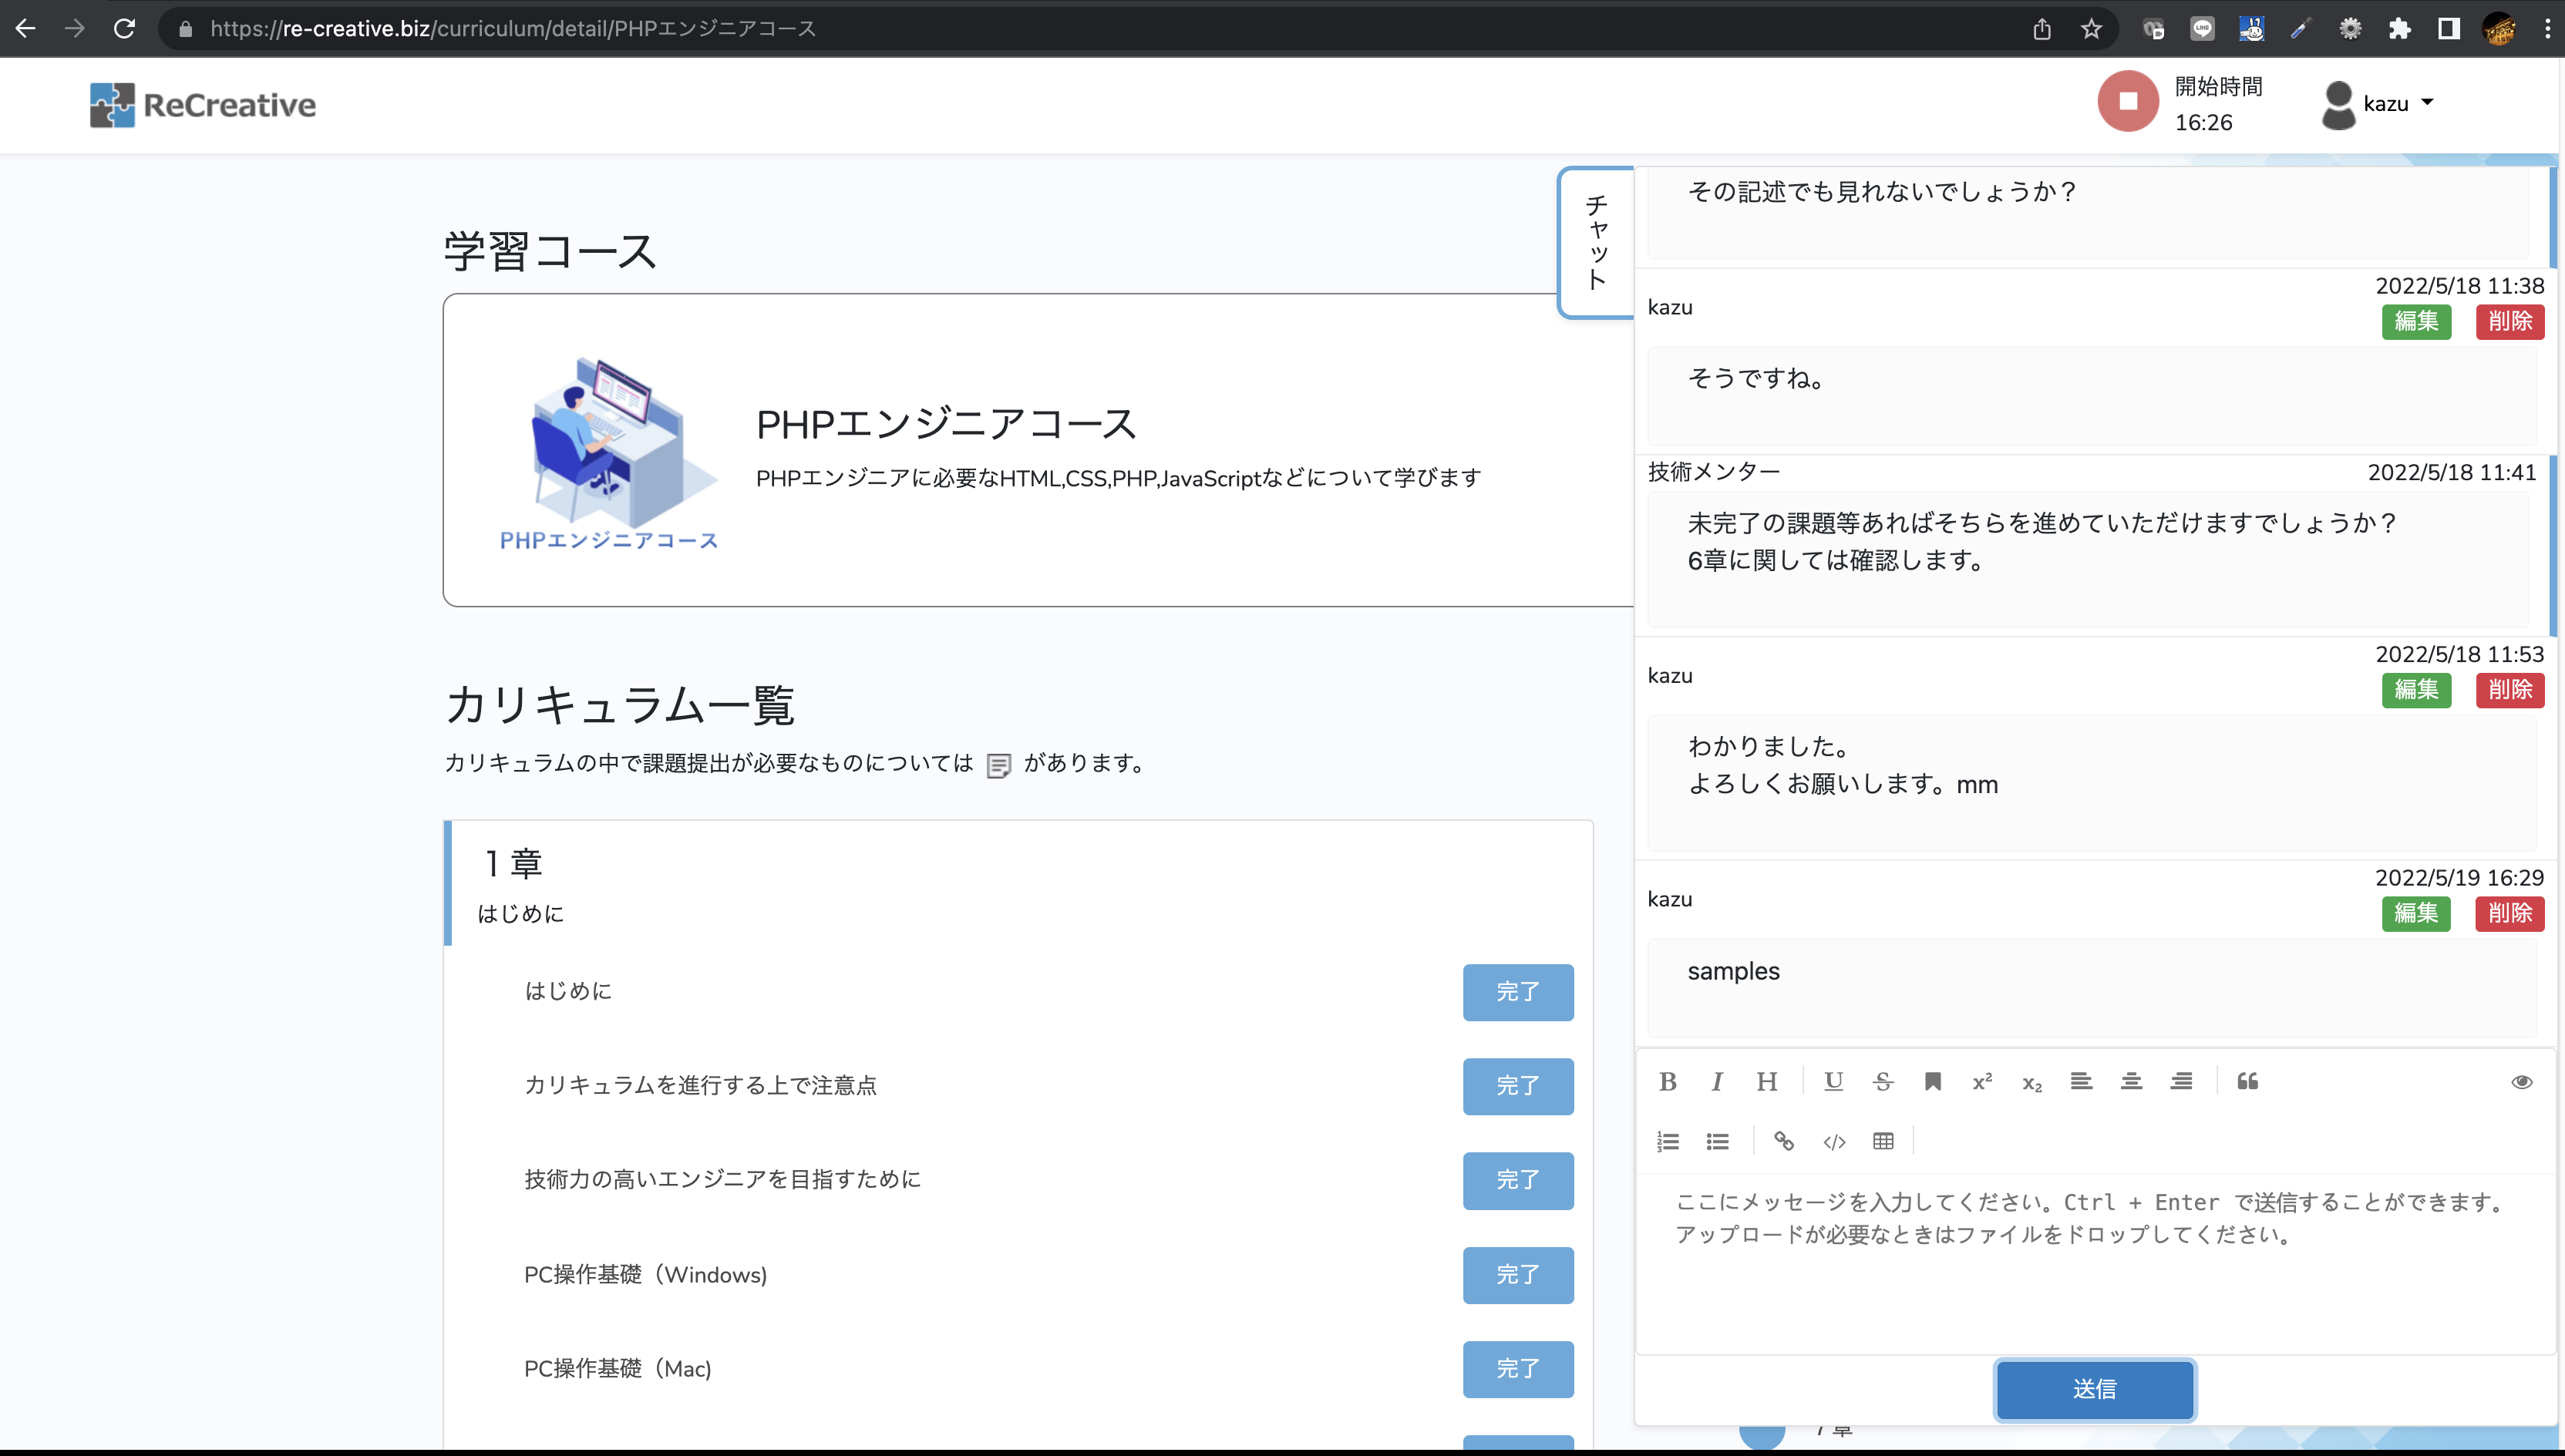 https://re-creative.biz/curriculum/detail/PHPエンジニアコース
ReCreative
開始時間
16:26
kazu
学習コース
PHPエンジニアコース
PHPエンジニアに必要なHTML,CSS,PHP,JavaScriptなどについて学びます
PHPエンジニアコース
カリキュラム一覧
カリキュラムの中で課題提出が必要なものについては があります。
1 章
はじめに
はじめに 完了
カリキュラムを進行する上で注意点 完了
技術力の高いエンジニアを目指すために 完了
PC操作基礎（Windows) 完了
PC操作基礎（Mac) 完了
チャット
その記述でも見れないでしょうか？
2022/5/18 11:38
kazu
編集 削除
そうですね。
技術メンター 2022/5/18 11:41
未完了の課題等あればそちらを進めていただけますでしょうか？
6章に関しては確認します。
2022/5/18 11:53
kazu
編集 削除
わかりました。
よろしくお願いします。mm
2022/5/19 16:29
kazu
編集 削除
samples
ここにメッセージを入力してください。Ctrl + Enter で送信することができます。
アップロードが必要なときはファイルをドロップしてください。
送信